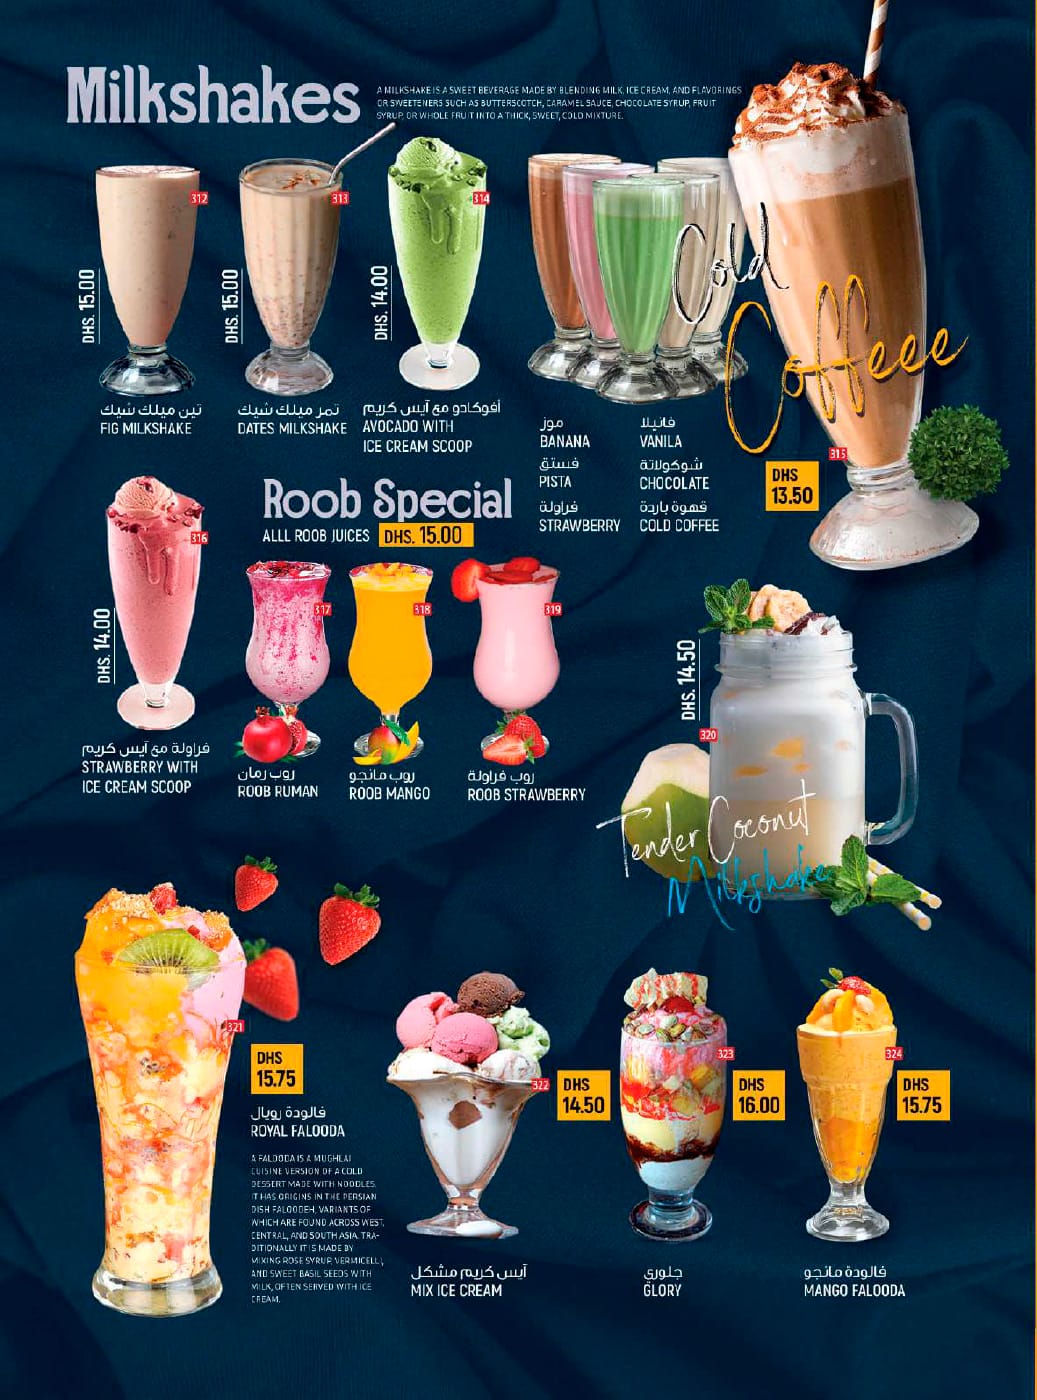 Milkshakes
A MILKSHAKE IS A SWEET BEVERAGE MADE BY BLENDING MILK, ICE CREAM, AND FLAVORINGS
OR SWEETENERS SUCH AS BUTTERSCOTCH, CARAMEL SAUCE, CHOCOLATE SYRUP, FRUIT
SYRUP, OR WHOLE FRUIT INTO A THICK, SWEET, COLD MIXTURE.
312
DHS. 15.00
تين ميلك شيك
FIG MILKSHAKE
313
DHS. 15.00
تمر ميلك شيك
DATES MILKSHAKE
314
DHS. 14.00
أفوكادو مع آيس كريم
AVOCADO WITH
ICE CREAM SCOOP
موز
BANANA
فستق
PISTA
فراولة
STRAWBERRY
فانيلا
VANILA
شوكولاتة
CHOCOLATE
قهوة باردة
COLD COFFEE
Cold
Coffeee
315
DHS
13.50
316
DHS. 14.00
فراولة مع آيس كريم
STRAWBERRY WITH
ICE CREAM SCOOP
Roob Special
ALLL ROOB JUICES DHS. 15.00
317
روب رمان
ROOB RUMAN
318
روب مانجو
ROOB MANGO
319
روب فراولة
ROOB STRAWBERRY
DHS. 14.50
320
Tender Coconut
Milkshake
321
DHS
15.75
فالودة رويال
ROYAL FALOODA
A FALOODA IS A MUGHLAI
CUISINE VERSION OF A COLD
DESSERT MADE WITH NOODLES.
IT HAS ORIGINS IN THE PERSIAN
DISH FALOODEH, VARIANTS OF
WHICH ARE FOUND ACROSS WEST,
CENTRAL, AND SOUTH ASIA. TRA-
DITIONALLY IT IS MADE BY
MIXING ROSE SYRUP, VERMICELLI,
AND SWEET BASIL SEEDS WITH
MILK, OFTEN SERVED WITH ICE
CREAM.
322
DHS
14.50
آيس كريم مشكل
MIX ICE CREAM
323
DHS
16.00
جلوري
GLORY
324
DHS
15.75
فالودة مانجو
MANGO FALOODA